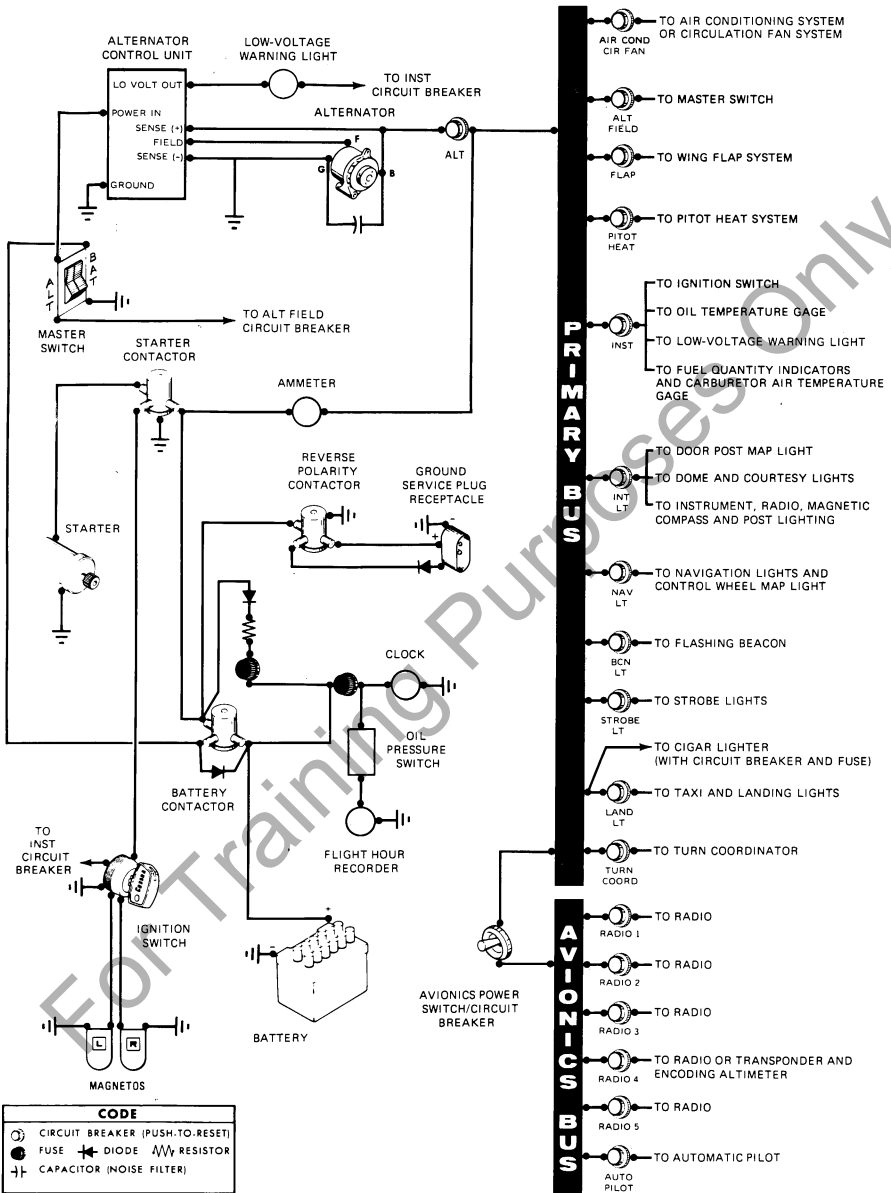 ALTERNATOR
CONTROL UNIT
LOW-VOLTAGE
WARNING LIGHT
LO VOLT OUT
TO INST
CIRCUIT BREAKER
POWER IN
SENSE (+)
FIELD
SENSE (-)
GROUND
ALTERNATOR
F
G
B
C
ALT
ALT
BAT
MASTER
SWITCH
TO ALT FIELD
CIRCUIT BREAKER
STARTER
CONTACTOR
AMMETER
REVERSE
POLARITY
CONTACTOR
GROUND
SERVICE PLUG
RECEPTACLE
-
+
STARTER
CLOCK
OIL
PRESSURE
SWITCH
BATTERY
CONTACTOR
FLIGHT HOUR
RECORDER
TO
INST
CIRCUIT
BREAKER
IGNITION
SWITCH
+
-
BATTERY
L
R
MAGNETOS
AVIONICS POWER
SWITCH/CIRCUIT
BREAKER
PRIMARY BUS
AIR COND
CIR FAN
TO AIR CONDITIONING SYSTEM
OR CIRCULATION FAN SYSTEM
ALT
FIELD
TO MASTER SWITCH
FLAP
TO WING FLAP SYSTEM
PITOT
HEAT
TO PITOT HEAT SYSTEM
INST
TO IGNITION SWITCH
TO OIL TEMPERATURE GAGE
TO LOW-VOLTAGE WARNING LIGHT
TO FUEL QUANTITY INDICATORS
AND CARBURETOR AIR TEMPERATURE
GAGE
INT
LT
TO DOOR POST MAP LIGHT
TO DOME AND COURTESY LIGHTS
TO INSTRUMENT, RADIO, MAGNETIC
COMPASS AND POST LIGHTING
NAV
LT
TO NAVIGATION LIGHTS AND
CONTROL WHEEL MAP LIGHT
BCN
LT
TO FLASHING BEACON
STROBE
LT
TO STROBE LIGHTS
TO CIGAR LIGHTER
(WITH CIRCUIT BREAKER AND FUSE)
LAND
LT
TO TAXI AND LANDING LIGHTS
TURN
COORD
TO TURN COORDINATOR
AVIONICS BUS
RADIO 1
TO RADIO
RADIO 2
TO RADIO
RADIO 3
TO RADIO
RADIO 4
TO RADIO OR TRANSPONDER AND
ENCODING ALTIMETER
RADIO 5
TO RADIO
AUTO
PILOT
TO AUTOMATIC PILOT
CODE
CIRCUIT BREAKER (PUSH-TO-RESET)
FUSE DIODE RESISTOR
CAPACITOR (NOISE FILTER)
For Training Purposes Only